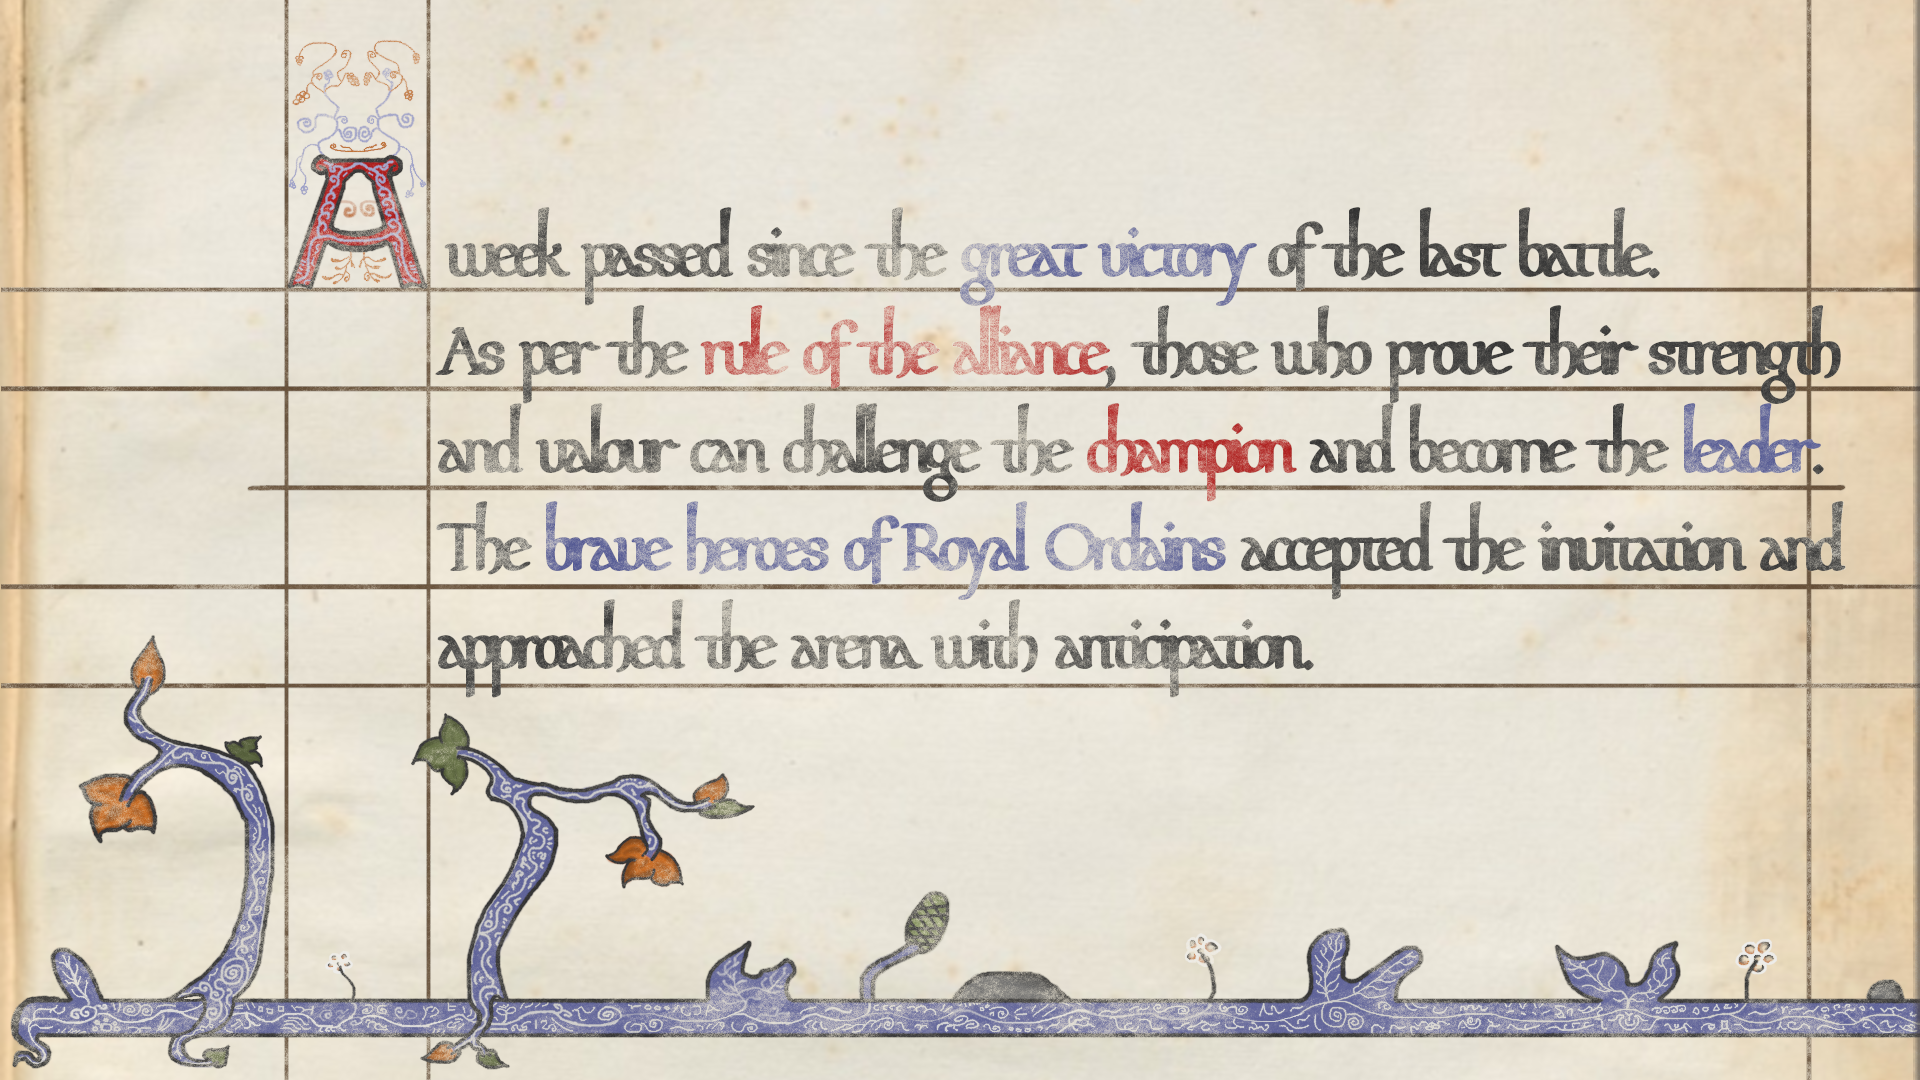 A week passed since the great victory of the last battle.
As per the rule of the alliance, those who prove their strength
and valour can challenge the champion and become the leader.
The brave heroes of Royal Ordains accepted the invitation and
approached the arena with anticipation.